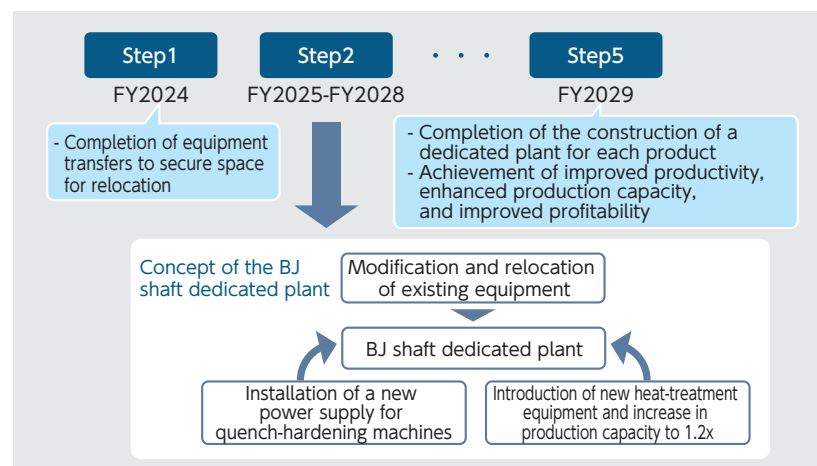 Step1
Step2
· · ·
Step5
FY2024
FY2025-FY2028
FY2029
- Completion of equipment
transfers to secure space
for relocation
- Completion of the construction of a
dedicated plant for each product
- Achievement of improved productivity,
enhanced production capacity,
and improved profitability
Concept of the BJ
shaft dedicated plant
Modification and relocation
of existing equipment
BJ shaft dedicated plant
Installation of a new
power supply for
quench-hardening machines
Introduction of new heat-treatment
equipment and increase in
production capacity to 1.2x